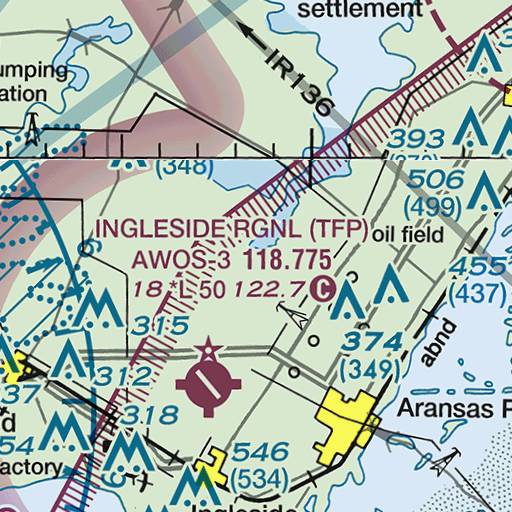 settlement
umping
ation
IR136
393
(348)
506
(499)
INGLESIDE RGNL (TFP)
oil field
AWOS-3 118.775
18 *L 50 122.7 C
455
(437)
315
374
(349)
abnd
312
37
318
Aransas P
d
54
546
(534)
actory
Ingleside